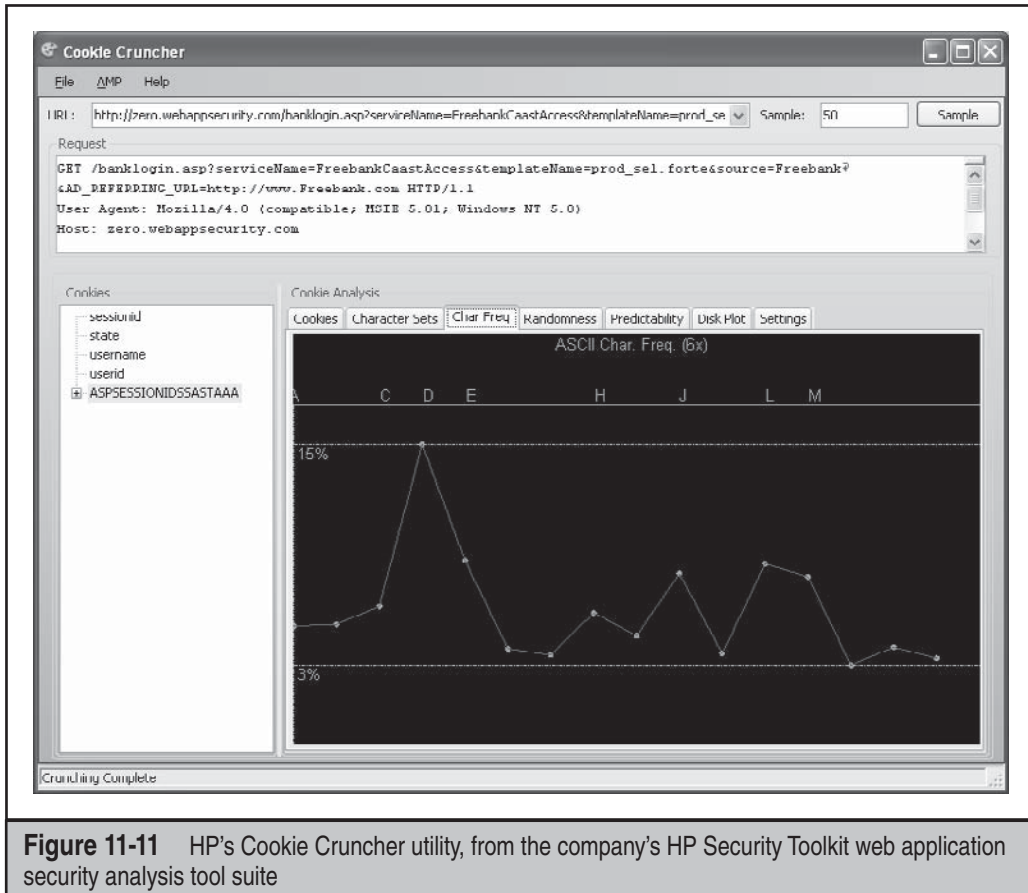 Cookie Cruncher
File AMP Help
URL: http://zero.webappsecurity.com/banklogin.asp?serviceName=FreebankCaastAccess&templateName=prod_se Sample: 50 Sample
Request
GET /banklogin.asp?serviceName=FreebankCaastAccess&templateName=prod_sel.forte&source=Freebank
&AD_REFERRING_URL=http://www.Freebank.com HTTP/1.1
User Agent: Mozilla/4.0 (compatible; MSIE 5.01; Windows NT 5.0)
Host: zero.webappsecurity.com
Cookies
sessionid
state
username
userid
ASPSESSIONIDSSASTAAA
Cookie Analysis
Cookies Character Sets Char Freq Randomness Predictability Disk Plot Settings
ASCII Char. Freq. (6x)
A C D E H J L M
15%
3%
Crunching Complete
Figure 11-11 HP's Cookie Cruncher utility, from the company's HP Security Toolkit web application
security analysis tool suite